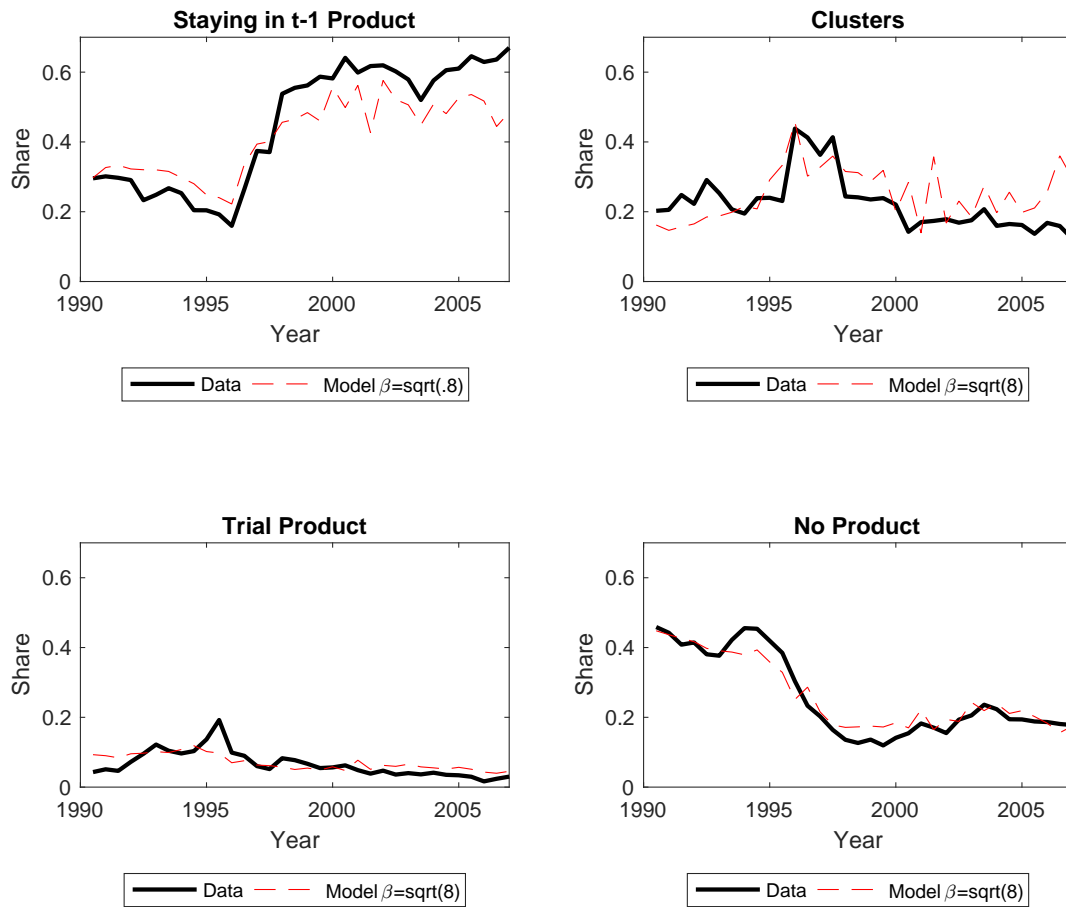 Staying in t-1 Product
0.6
0.4
0.2
0
Share
1990 1995 2000 2005
Year
Data Model β=sqrt(.8)
Clusters
0.6
0.4
0.2
0
Share
1990 1995 2000 2005
Year
Data Model β=sqrt(8)
Trial Product
0.6
0.4
0.2
0
Share
1990 1995 2000 2005
Year
Data Model β=sqrt(8)
No Product
0.6
0.4
0.2
0
Share
1990 1995 2000 2005
Year
Data Model β=sqrt(8)